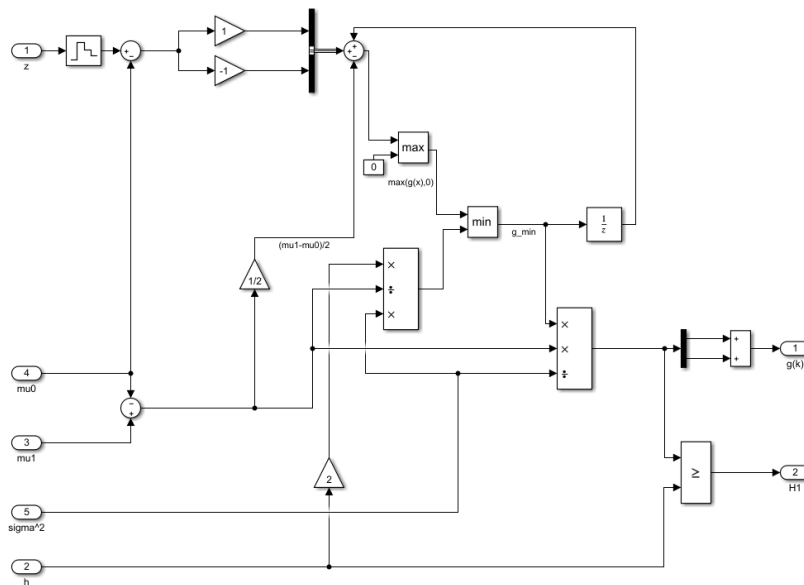 1
z
+
−
1
-1
+
+
−
max
0
max(g(x),0)
min
g_min
1
z
(mu1-mu0)/2
1/2
×
÷
×
×
×
÷
+
+
1
g(k)
4
mu0
−
+
3
mu1
2
≥
2
H1
5
sigma^2
2
h